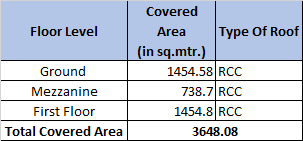 Floor Level Covered Area (in sq.mtr.) Type Of Roof
Ground 1454.58 RCC
Mezzanine 738.7 RCC
First Floor 1454.8 RCC
Total Covered Area 3648.08